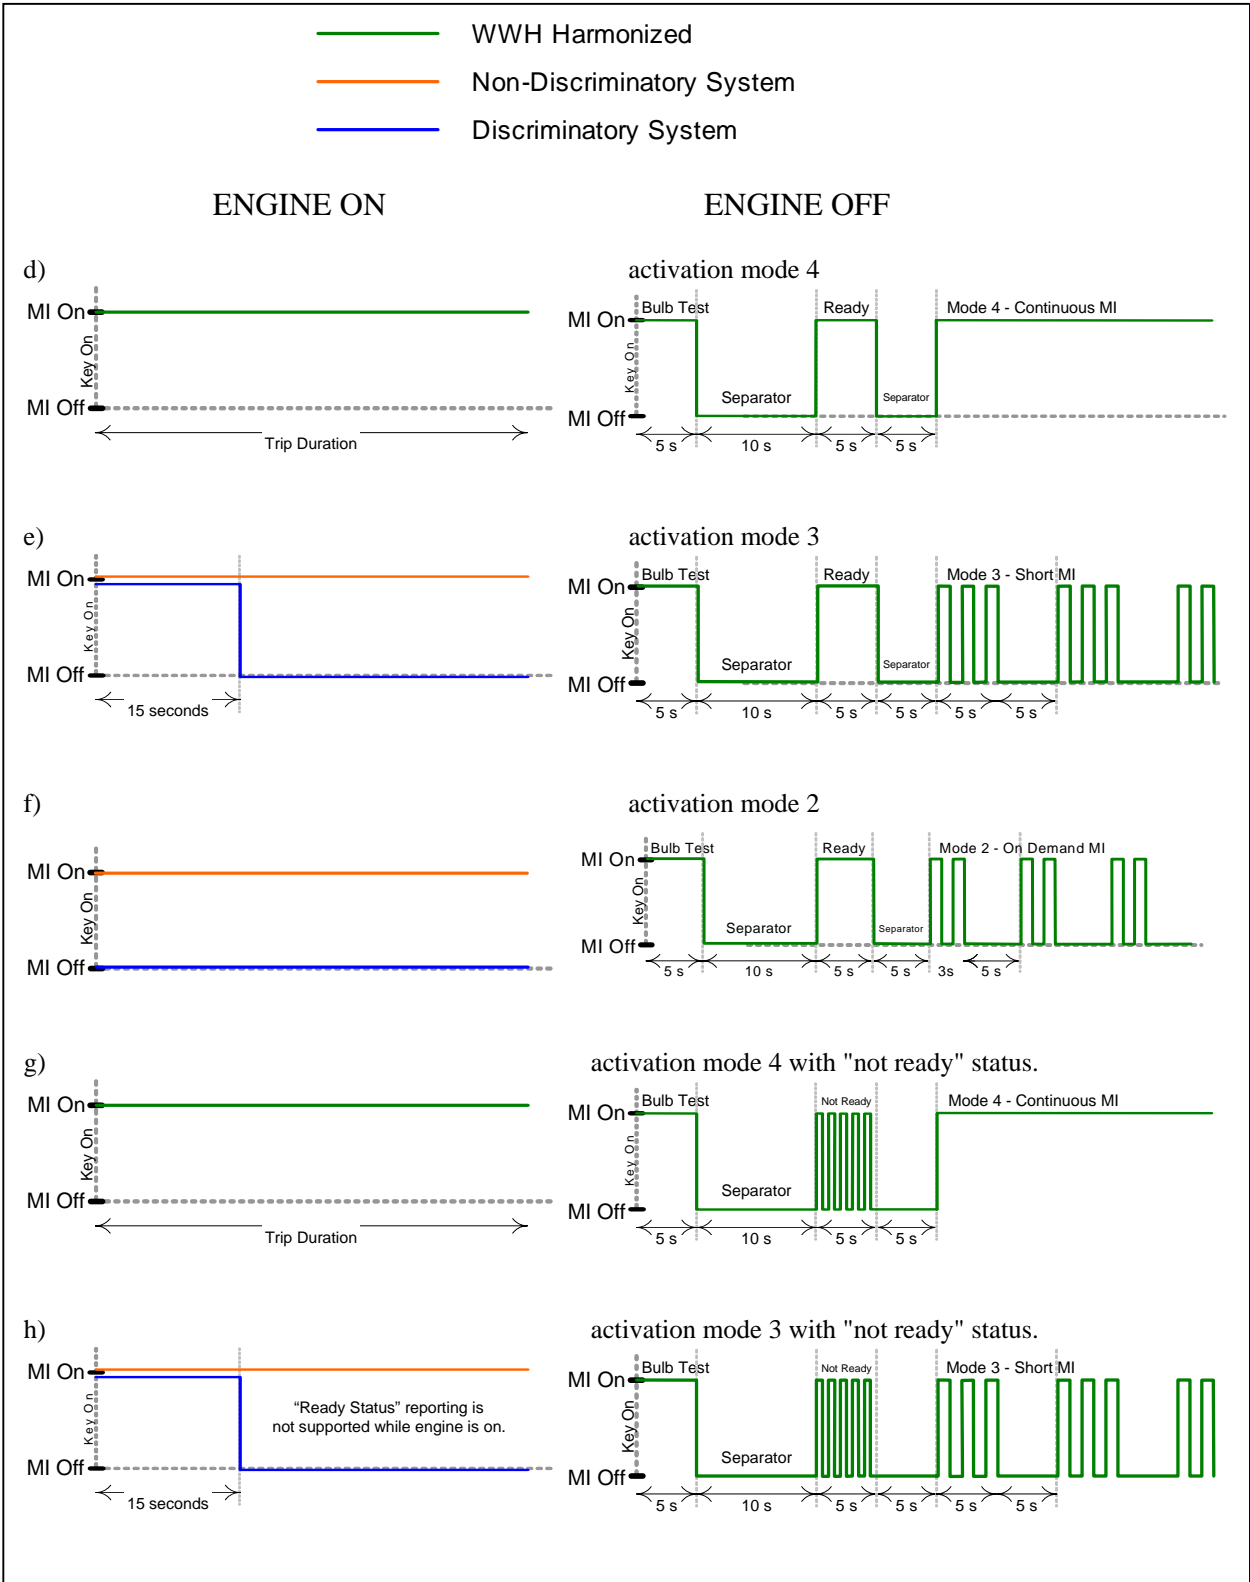 WWH Harmonized
Non-Discriminatory System
Discriminatory System
ENGINE ON
ENGINE OFF
d)
MI On
Key On
MI Off
Trip Duration
activation mode 4
Bulb Test
Ready
Mode 4 - Continuous MI
MI On
Key On
Separator
Separator
MI Off
5 s
10 s
5 s
5 s
e)
MI On
Key On
MI Off
15 seconds
activation mode 3
Bulb Test
Ready
Mode 3 - Short MI
MI On
Key On
Separator
Separator
MI Off
5 s
10 s
5 s
5 s
5 s
5 s
f)
MI On
Key On
MI Off
activation mode 2
Bulb Test
Ready
Mode 2 - On Demand MI
MI On
Key On
Separator
Separator
MI Off
5 s
10 s
5 s
5 s
3s
5 s
g)
MI On
Key On
MI Off
Trip Duration
activation mode 4 with "not ready" status.
Bulb Test
Not Ready
Mode 4 - Continuous MI
MI On
Key On
Separator
MI Off
5 s
10 s
5 s
5 s
h)
MI On
Key On
“Ready Status” reporting is
not supported while engine is on.
MI Off
15 seconds
activation mode 3 with "not ready" status.
Bulb Test
Not Ready
Mode 3 - Short MI
MI On
Key On
Separator
MI Off
5 s
10 s
5 s
5 s
5 s
5 s